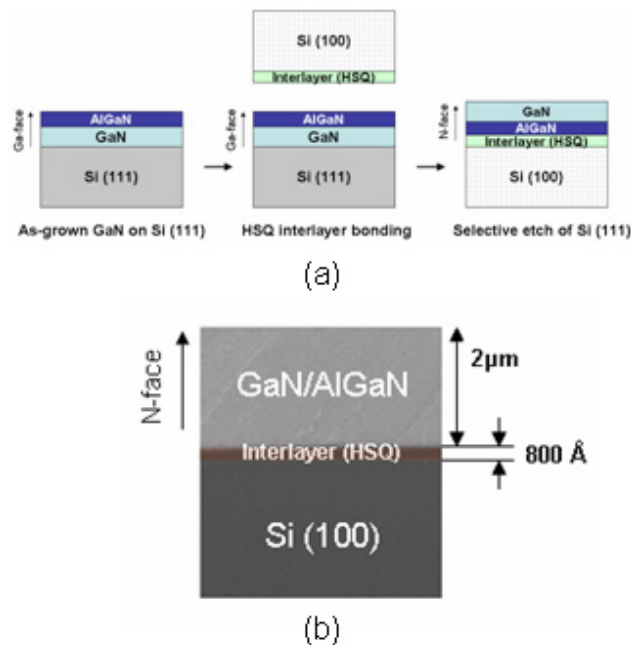 Si (100)
Interlayer (HSQ)
Ga-face
AlGaN
GaN
Si (111)
As-grown GaN on Si (111)
Ga-face
AlGaN
GaN
Si (111)
HSQ interlayer bonding
N-face
GaN
AlGaN
Interlayer (HSQ)
Si (100)
Selective etch of Si (111)
(a)
N-face
GaN/AlGaN
2µm
Interlayer (HSQ)
800 Å
Si (100)
(b)